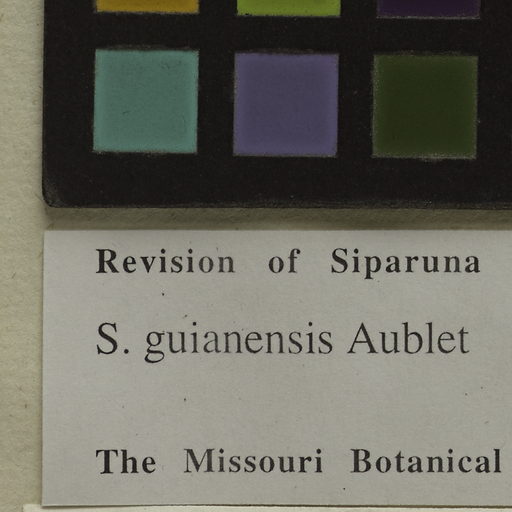 Revision of Siparuna
S. guianensis Aublet
The Missouri Botanical